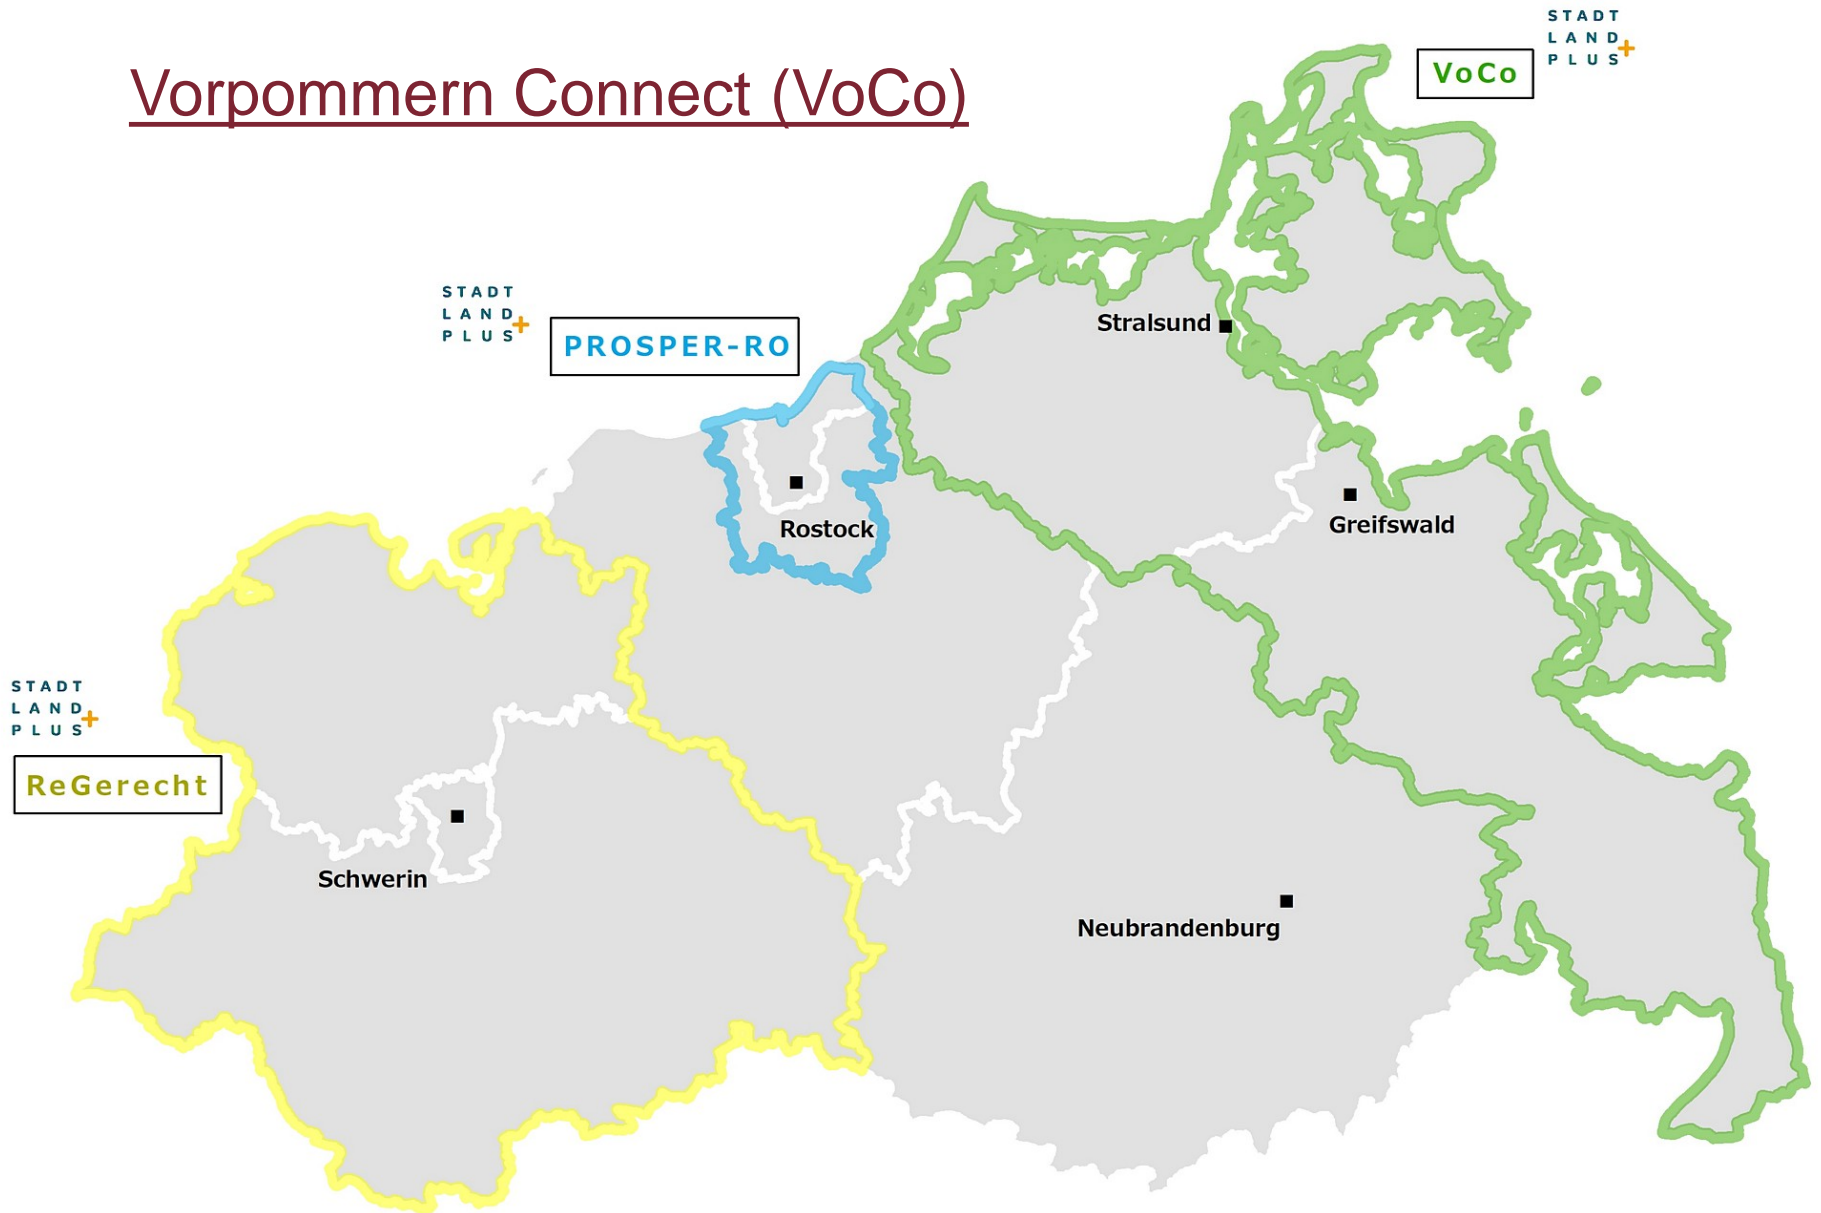 Vorpommern Connect (VoCo)
STADT
LAND
PLUS+
VoCo
STADT
LAND
PLUS+
PROSPER-RO
Stralsund
Greifswald
Rostock
STADT
LAND
PLUS+
ReGerecht
Schwerin
Neubrandenburg